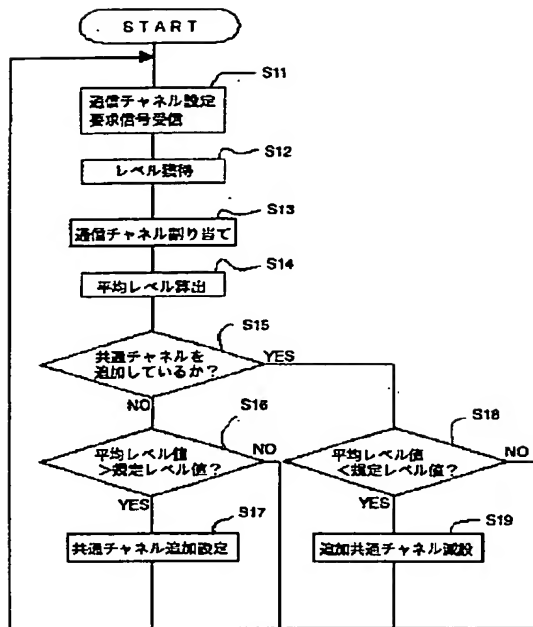 START
S11
通信チャネル設定
要求信号受信
S12
レベル獲得
S13
通信チャネル割り当て
S14
平均レベル算出
S15
共通チャネルを
追加しているか?
YES
NO
S16
平均レベル値
>規定レベル値?
NO
YES
S18
平均レベル値
<規定レベル値?
NO
YES
S17
共通チャネル追加設定
S19
追加共通チャネル減設